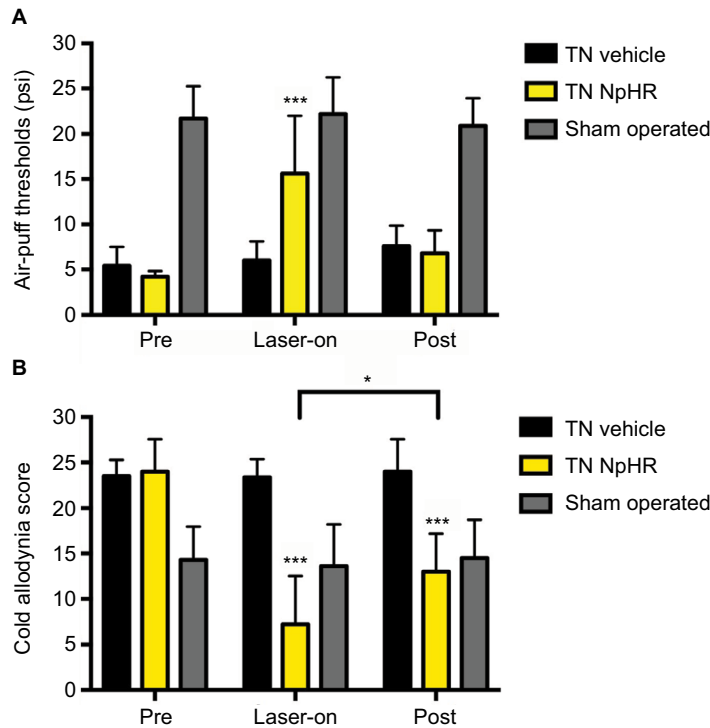 A
Air-puff thresholds (psi)
30
25
20
15
10
5
0
***
Pre
Laser-on
Post
TN vehicle
TN NpHR
Sham operated
B
Cold allodynia score
30
25
20
15
10
5
0
*
***
***
Pre
Laser-on
Post
TN vehicle
TN NpHR
Sham operated